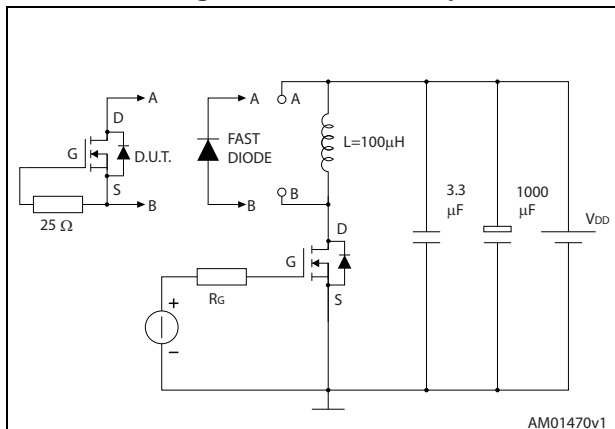 A
A
A
D
FAST
DIODE
L=100μH
G
D.U.T.
S
B
B
B
25 Ω
3.3
μF
1000
μF
VDD
D
G
S
RG
+
–
AM01470v1